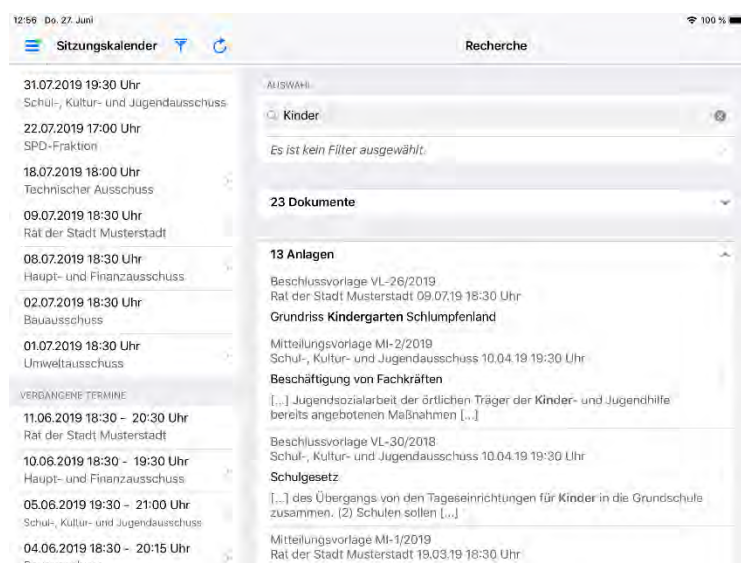 12:56 Do. 27. Juni
100 %
Sitzungskalender
31.07.2019 19:30 Uhr
Schul-, Kultur- und Jugendausschuss
22.07.2019 17:00 Uhr
SPD-Fraktion
18.07.2019 18:00 Uhr
Technischer Ausschuss
09.07.2019 18:30 Uhr
Rat der Stadt Musterstadt
08.07.2019 18:30 Uhr
Haupt- und Finanzausschuss
02.07.2019 18:30 Uhr
Bauausschuss
01.07.2019 18:30 Uhr
Umweltausschuss
VERGANGENE TERMINE
11.06.2019 18:30 - 20:30 Uhr
Rat der Stadt Musterstadt
10.06.2019 18:30 - 19:30 Uhr
Haupt- und Finanzausschuss
05.06.2019 19:30 - 21:00 Uhr
Schul-, Kultur- und Jugendausschuss
04.06.2019 18:30 - 20:15 Uhr
Recherche
AUSWAHL
Kinder
Es ist kein Filter ausgewählt.
23 Dokumente
13 Anlagen
Beschlussvorlage VL-26/2019
Rat der Stadt Musterstadt 09.07.19 18:30 Uhr
Grundriss Kindergarten Schlumpfenland
Mitteilungsvorlage MI-2/2019
Schul-, Kultur- und Jugendausschuss 10.04.19 19:30 Uhr
Beschäftigung von Fachkräften
[...] Jugendsozialarbeit der örtlichen Träger der Kinder- und Jugendhilfe
bereits angebotenen Maßnahmen [...]
Beschlussvorlage VL-30/2018
Schul-, Kultur- und Jugendausschuss 10.04.19 19:30 Uhr
Schulgesetz
[...] des Übergangs von den Tageseinrichtungen für Kinder in die Grundschule
zusammen. (2) Schulen sollen [...]
Mitteilungsvorlage MI-1/2019
Rat der Stadt Musterstadt 19.03.19 18:30 Uhr